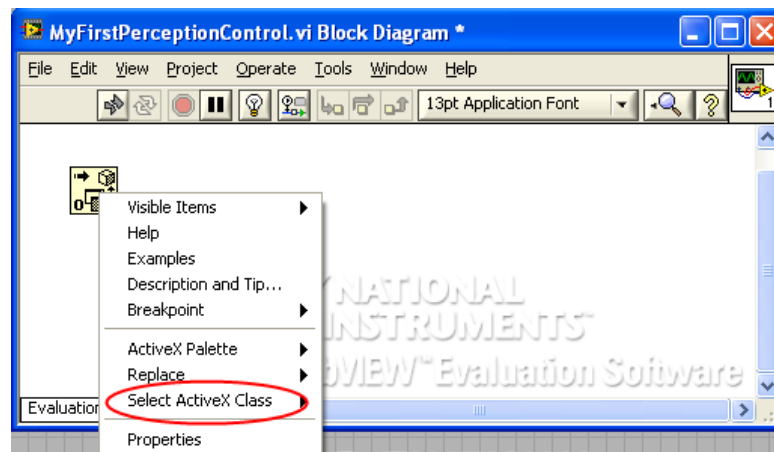 MyFirstPerceptionControl.vi Block Diagram *
File Edit View Project Operate Tools Window Help
13pt Application Font
1
Visible Items
Help
Examples
Description and Tip...
Breakpoint
NATIONAL
INSTRUMENTS
ActiveX Palette
Replace
Evaluation Software
Select ActiveX Class
Evaluation
Properties